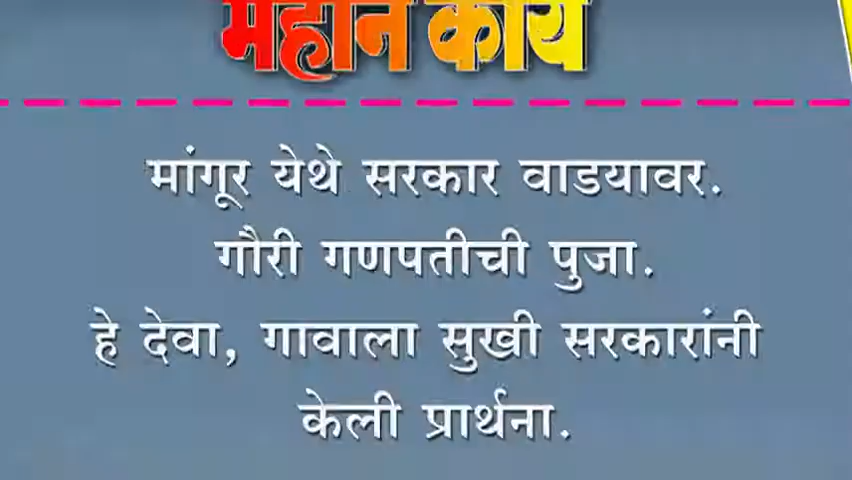 महान कार्य
मांगूर येथे सरकार वाडयावर.
गौरी गणपतीची पुजा.
हे देवा, गावाला सुखी सरकारांनी
केली प्रार्थना.